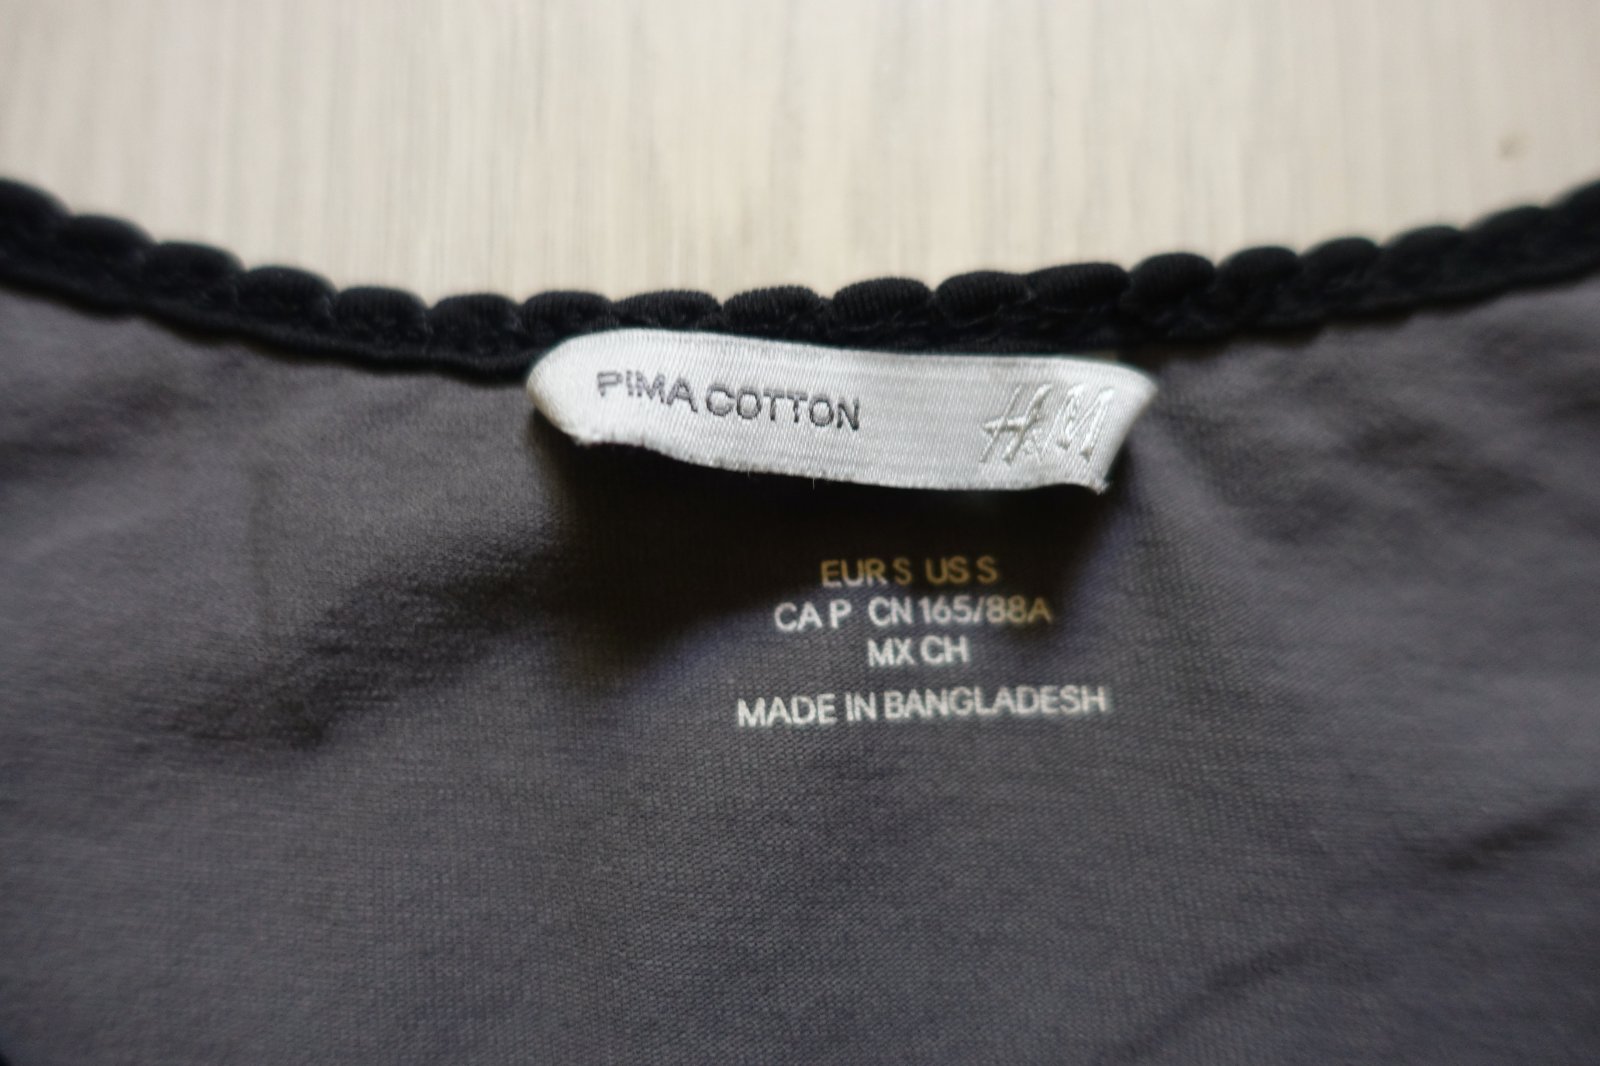 PIMA COTTON H&M
EUR S US S
CA P CN 165/88A
MX CH
MADE IN BANGLADESH